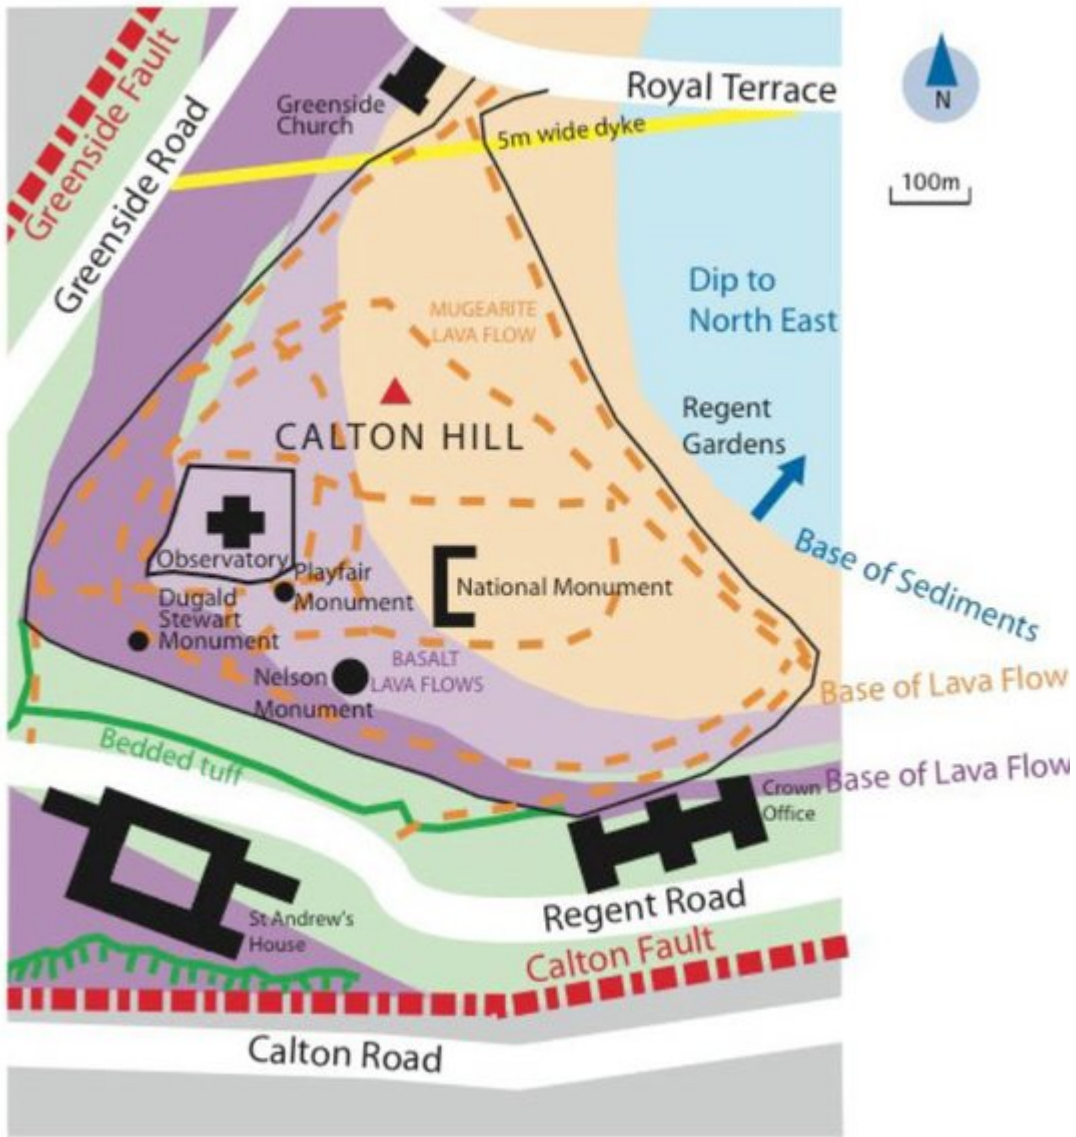 Greenside Fault
Greenside Road
Greenside
Church
Royal Terrace
N
5m wide dyke
100m
Dip to
North East
MUGEARITE
LAVA FLOW
Regent
Gardens
CALTON HILL
Observatory
Playfair
Monument
National Monument
Base of Sediments
Dugald
Stewart
Monument
BASALT
LAVA FLOWS
Nelson
Monument
Base of Lava Flow
Bedded tuff
Base of Lava Flow
Crown
Office
St Andrew's
House
Regent Road
Calton Fault
Calton Road